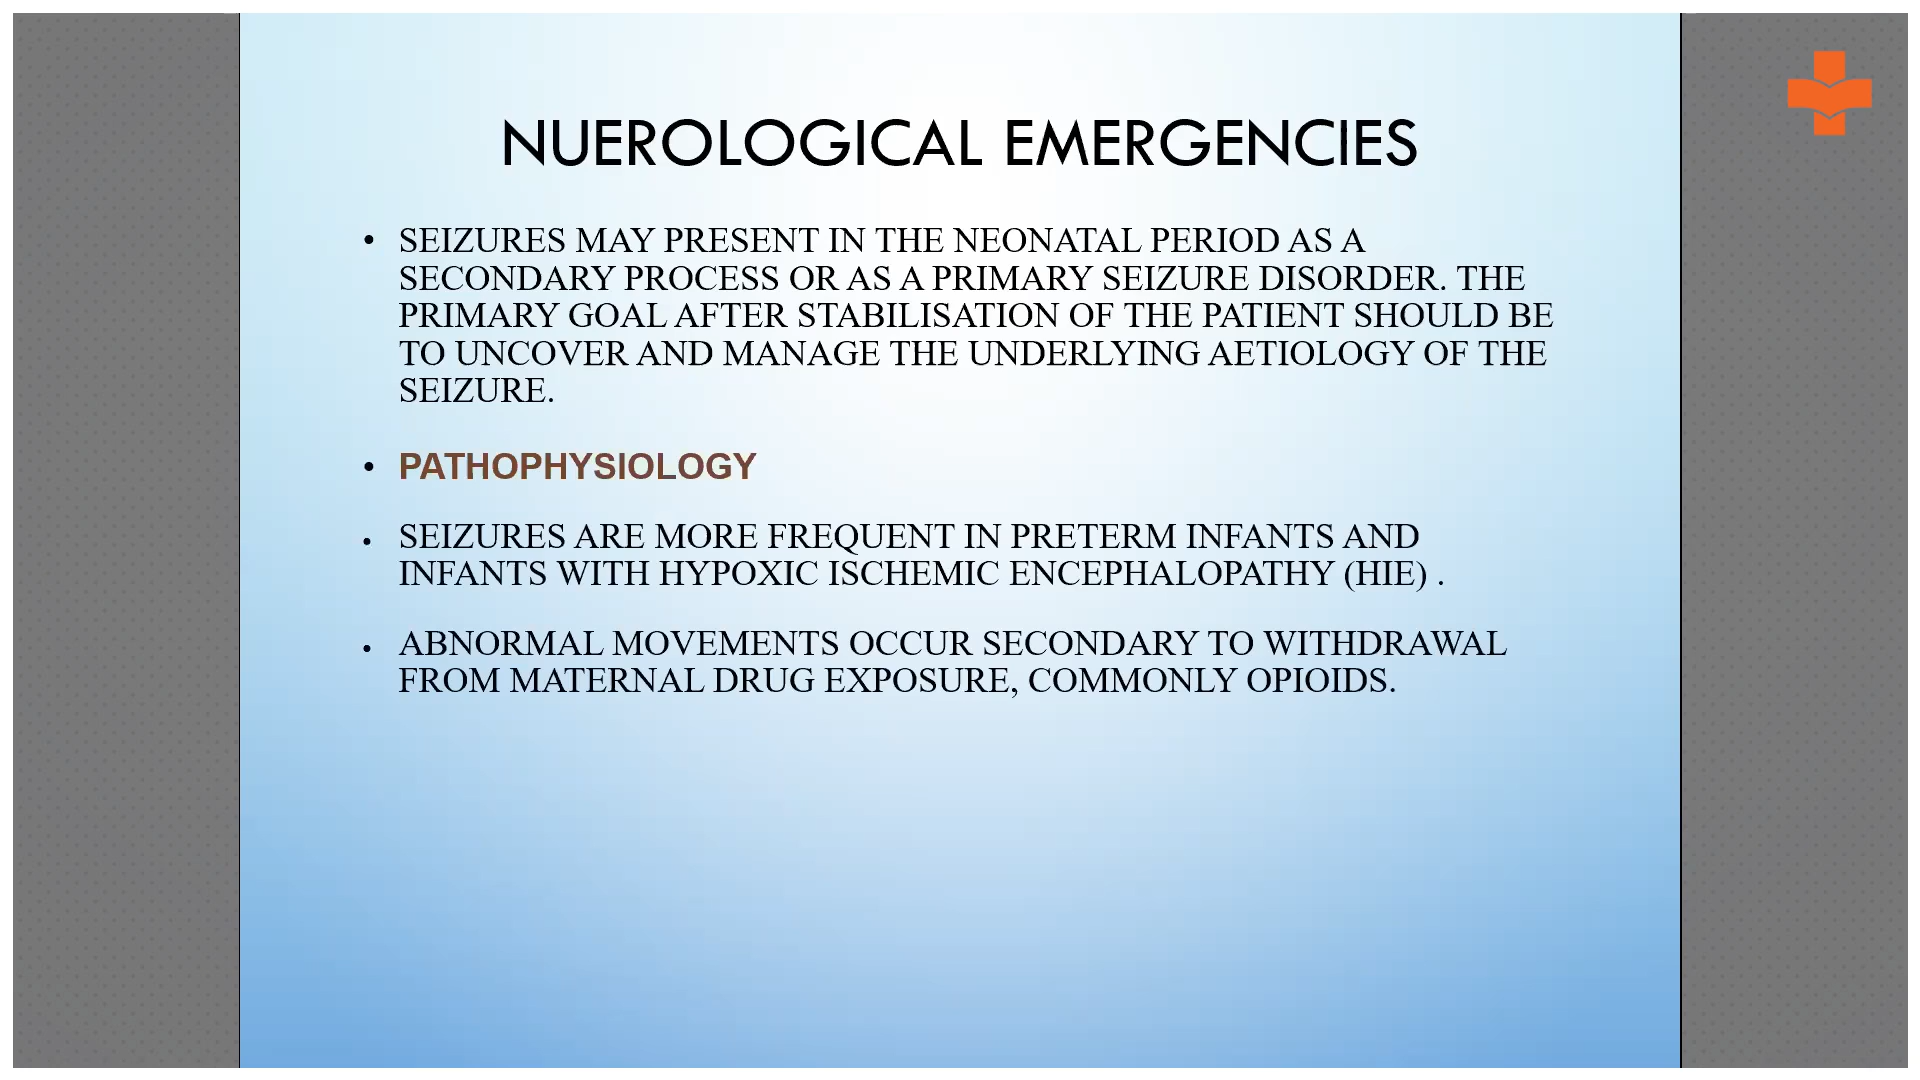 NUEROLOGICAL EMERGENCIES
• SEIZURES MAY PRESENT IN THE NEONATAL PERIOD AS A
SECONDARY PROCESS OR AS A PRIMARY SEIZURE DISORDER. THE
PRIMARY GOAL AFTER STABILISATION OF THE PATIENT SHOULD BE
TO UNCOVER AND MANAGE THE UNDERLYING AETIOLOGY OF THE
SEIZURE.
• PATHOPHYSIOLOGY
• SEIZURES ARE MORE FREQUENT IN PRETERM INFANTS AND
INFANTS WITH HYPOXIC ISCHEMIC ENCEPHALOPATHY (HIE) .
• ABNORMAL MOVEMENTS OCCUR SECONDARY TO WITHDRAWAL
FROM MATERNAL DRUG EXPOSURE, COMMONLY OPIOIDS.